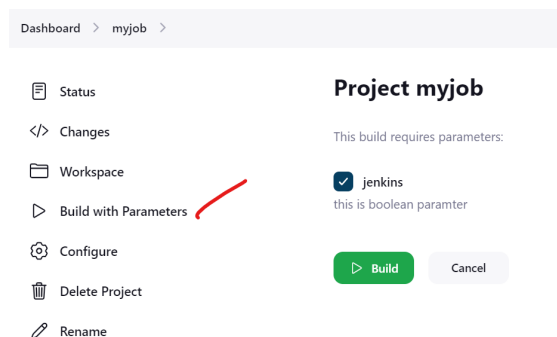 Dashboard > myjob >
Status
Changes
Workspace
Build with Parameters
Configure
Delete Project
Rename
Project myjob
This build requires parameters:
jenkins
this is boolean paramter
Build
Cancel